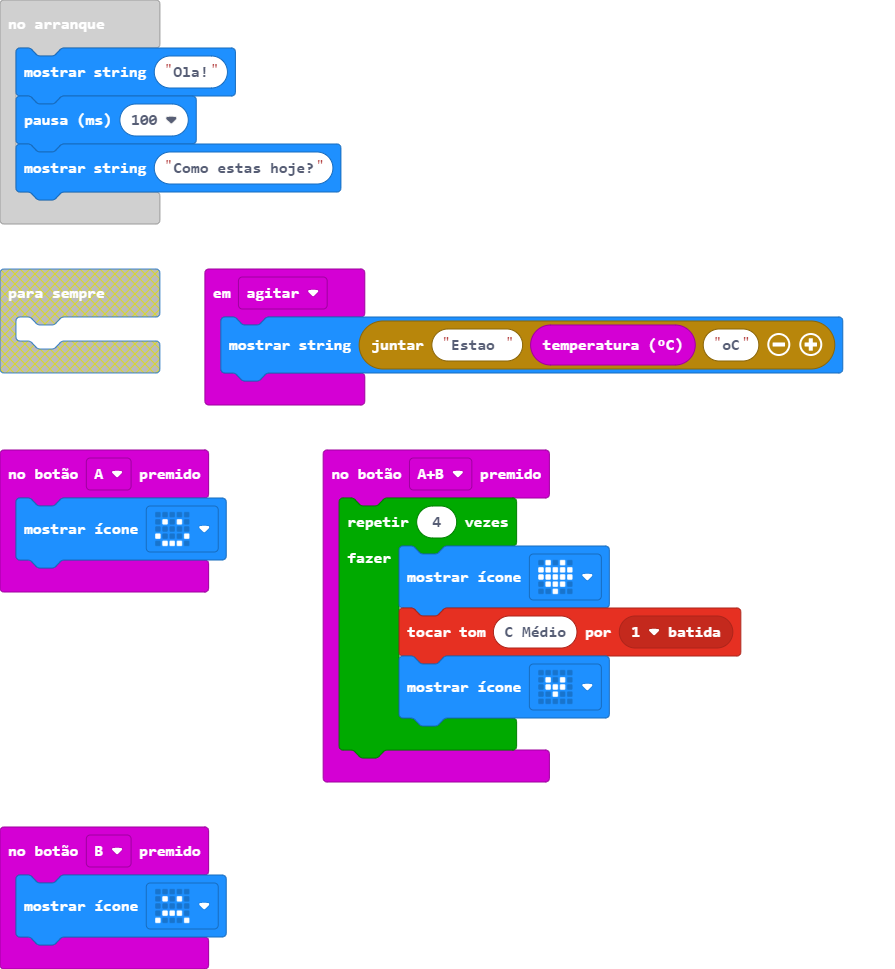 no arranque
mostrar string "Ola!"
pausa (ms) 100
mostrar string "Como estas hoje?"
para sempre
em agitar
mostrar string juntar "Estao " temperatura (ºC) "oC"
no botão A premido
mostrar ícone
no botão A+B premido
repetir 4 vezes
fazer
mostrar ícone
tocar tom C Médio por 1 batida
mostrar ícone
no botão B premido
mostrar ícone